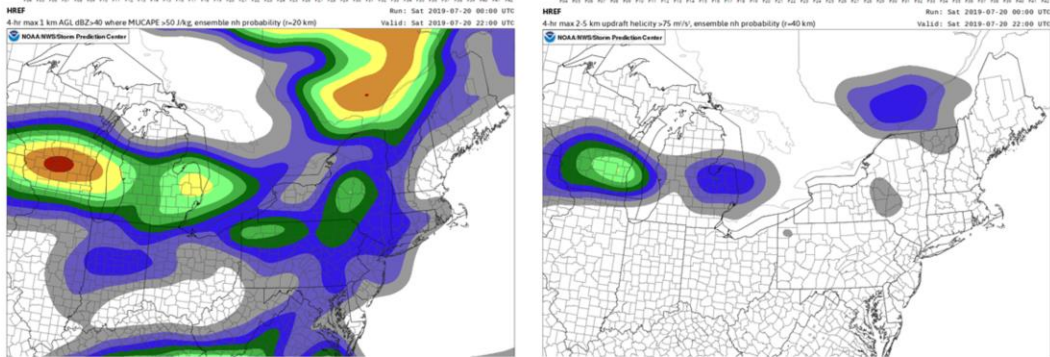 HREF
Run: Sat 2019-07-20 00:00 UTC
4-hr max 1 km AGL dBZ>40 where MUCAPE >50 J/kg, ensemble nh probability (r=20 km)
Valid: Sat 2019-07-20 22:00 UTC
NOAA/NWS/Storm Prediction Center
HREF
Run: Sat 2019-07-20 00:00 UTC
4-hr max 2-5 km updraft helicity >75 m²/s², ensemble nh probability (r=40 km)
Valid: Sat 2019-07-20 22:00 UTC
NOAA/NWS/Storm Prediction Center